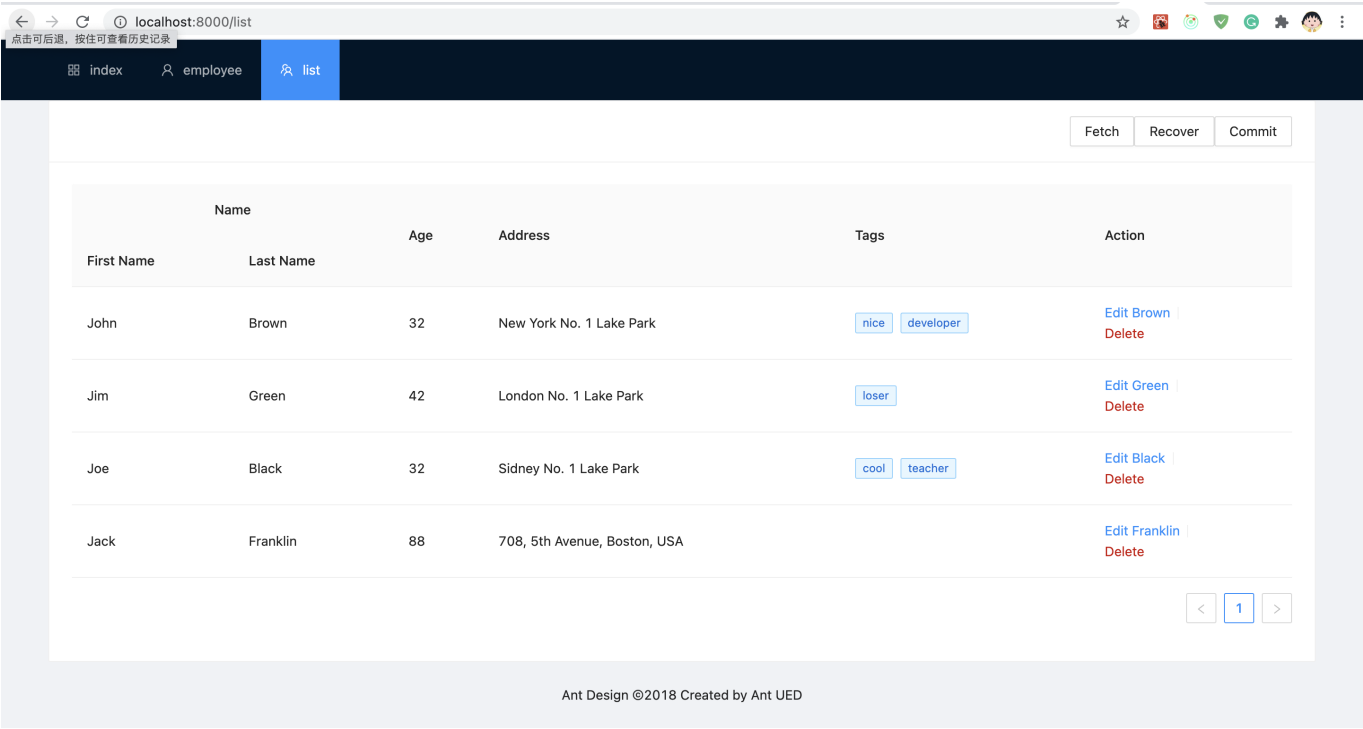 localhost:8000/list
点击可后退，按住可查看历史记录
index employee list
Fetch Recover Commit
Name
Age Address Tags Action
First Name Last Name
John Brown 32 New York No. 1 Lake Park nice developer Edit Brown
Delete
Jim Green 42 London No. 1 Lake Park loser Edit Green
Delete
Joe Black 32 Sidney No. 1 Lake Park cool teacher Edit Black
Delete
Jack Franklin 88 708, 5th Avenue, Boston, USA Edit Franklin
Delete
< 1 >
Ant Design ©2018 Created by Ant UED